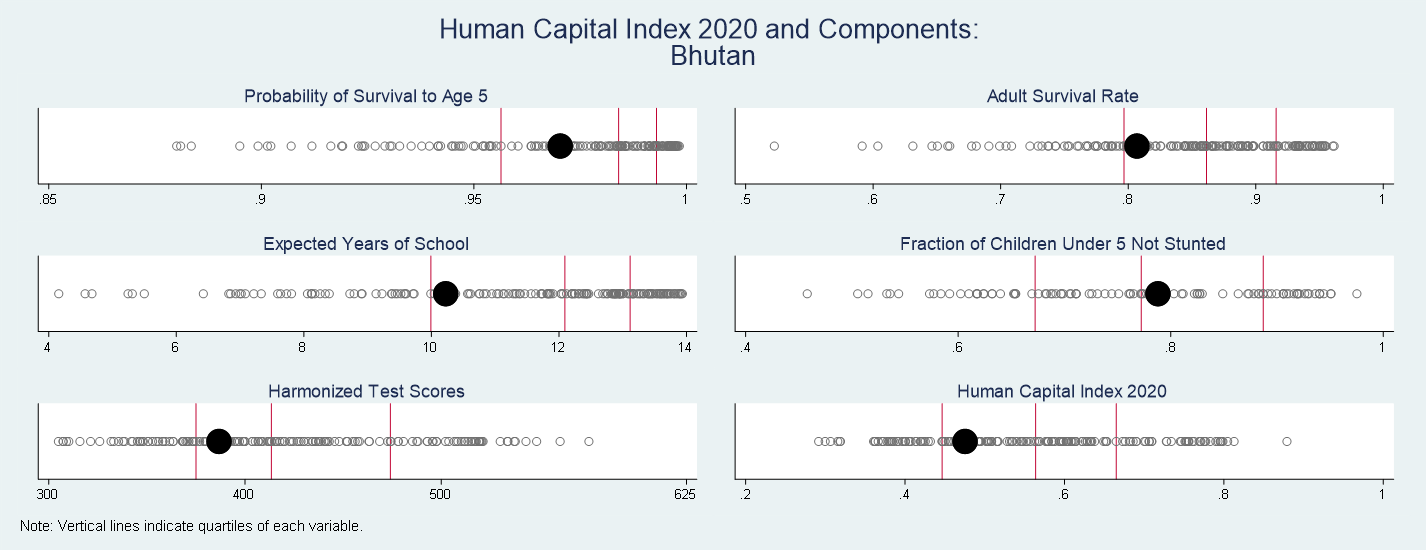 Human Capital Index 2020 and Components:
Bhutan
Probability of Survival to Age 5
.85 .9 .95 1
Adult Survival Rate
.5 .6 .7 .8 .9 1
Expected Years of School
4 6 8 10 12 14
Fraction of Children Under 5 Not Stunted
.4 .6 .8 1
Harmonized Test Scores
300 400 500 625
Human Capital Index 2020
.2 .4 .6 .8 1
Note: Vertical lines indicate quartiles of each variable.